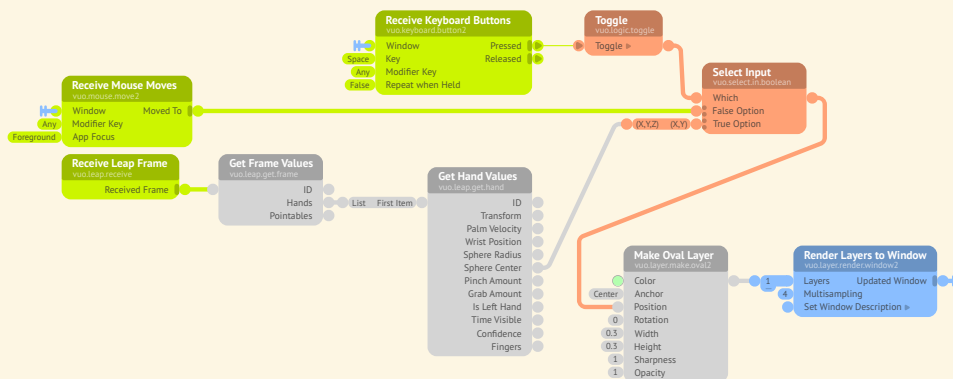 Receive Keyboard Buttons
vuo.keyboard.button2
Window Pressed
Space Key Released
Any Modifier Key
False Repeat when Held
Toggle
vuo.logic.toggle
Toggle
Select Input
vuo.select.in.boolean
Which
False Option
(X,Y,Z) (X,Y) True Option
Receive Mouse Moves
vuo.mouse.move2
Window Moved To
Any Modifier Key
Foreground App Focus
Receive Leap Frame
vuo.leap.receive
Received Frame
Get Frame Values
vuo.leap.get.frame
ID
Hands
Pointables
List First Item
Get Hand Values
vuo.leap.get.hand
ID
Transform
Palm Velocity
Wrist Position
Sphere Radius
Sphere Center
Pinch Amount
Grab Amount
Is Left Hand
Time Visible
Confidence
Fingers
Make Oval Layer
vuo.layer.make.oval2
Color
Center Anchor
Position
0 Rotation
0.3 Width
0.3 Height
1 Sharpness
1 Opacity
Render Layers to Window
vuo.layer.render.window2
1 Layers Updated Window
4 Multisampling
Set Window Description